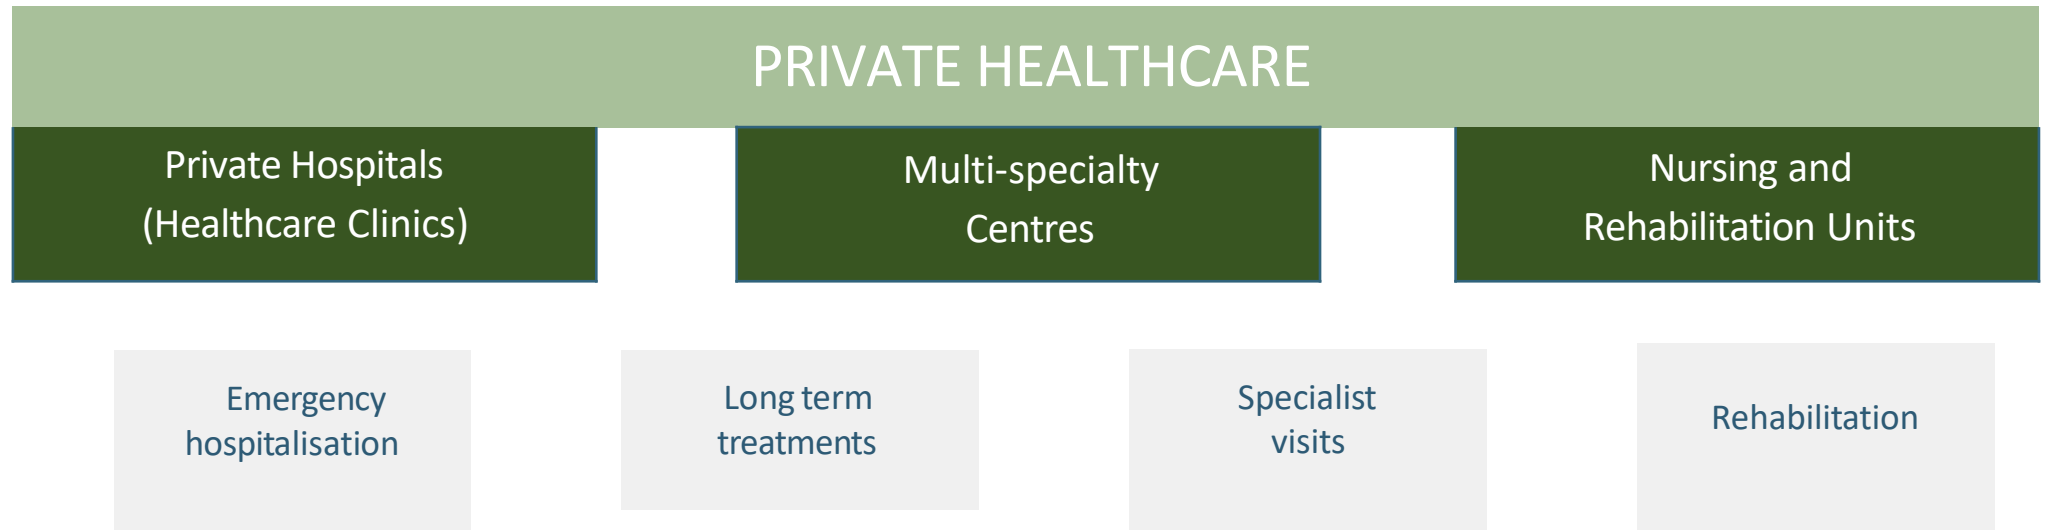 PRIVATE HEALTHCARE
Private Hospitals
(Healthcare Clinics)
Multi-specialty
Centres
Nursing and
Rehabilitation Units
Emergency
hospitalisation
Long term
treatments
Specialist
visits
Rehabilitation